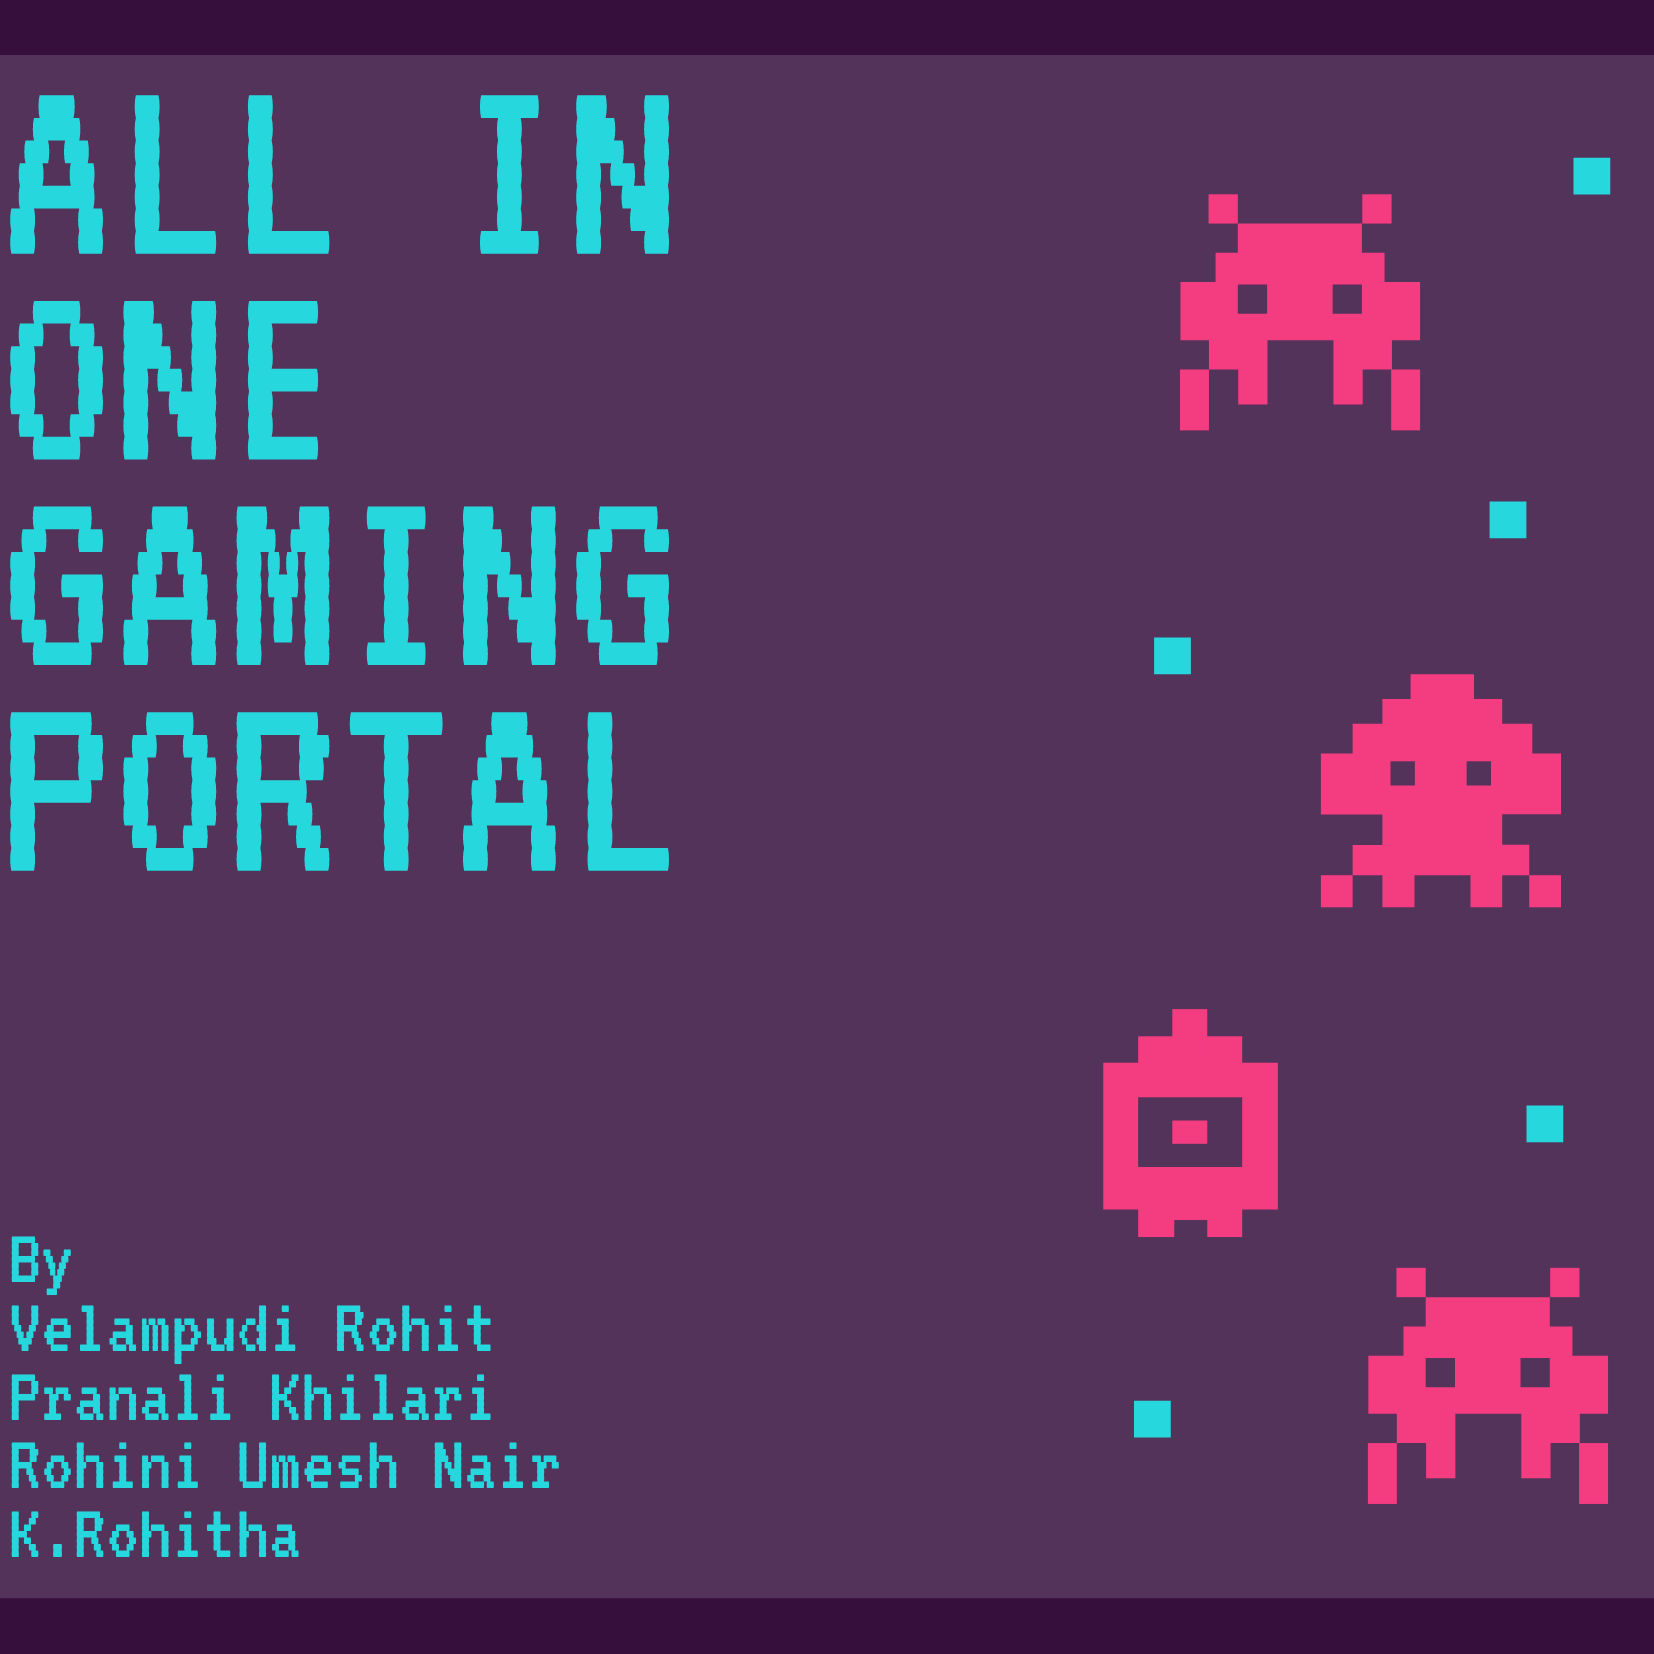 ALL IN
ONE
GAMING
PORTAL
By
Velampudi Rohit
Pranali Khilari
Rohini Umesh Nair
K.Rohitha